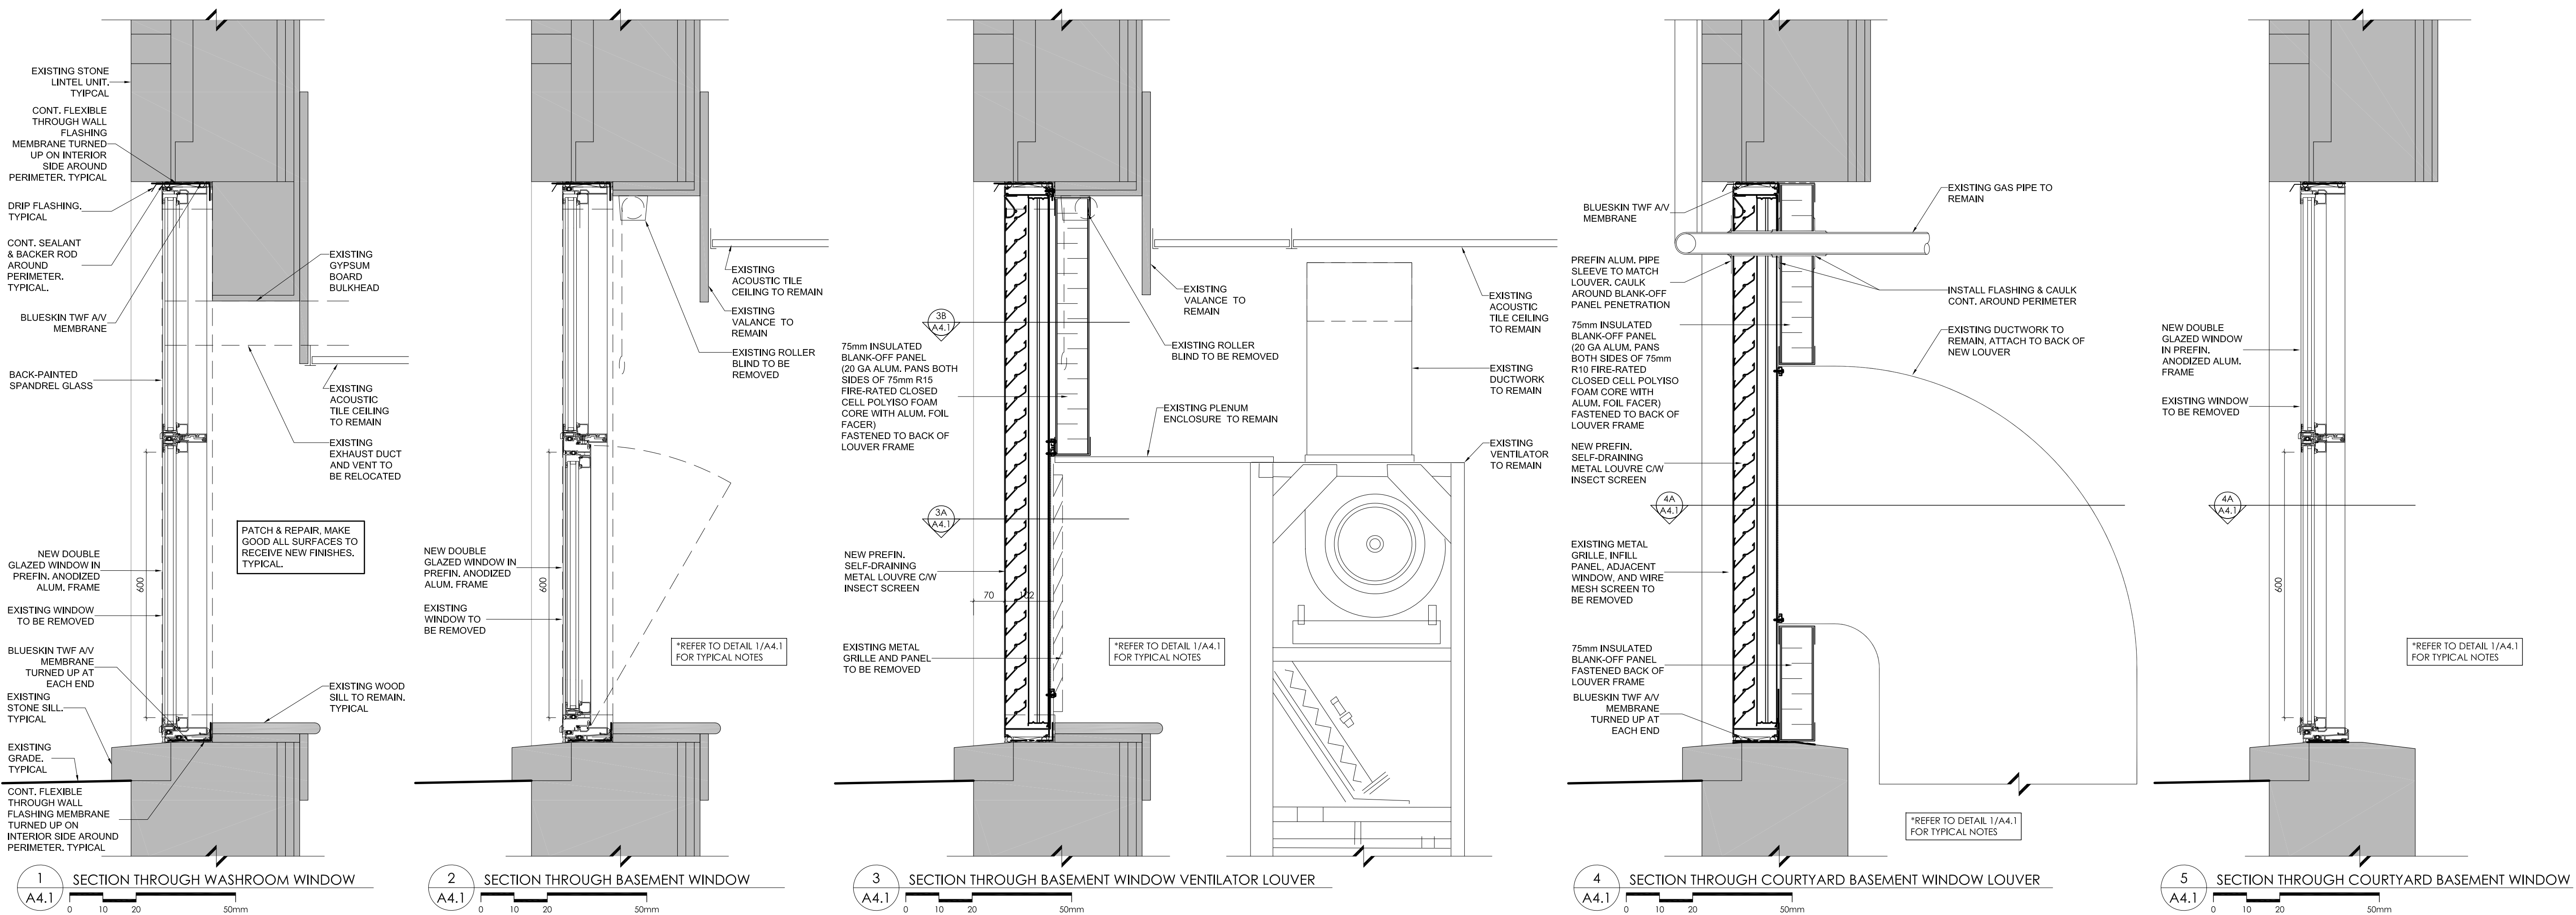 EXISTING STONE
LINTEL UNIT.
TYIPCAL
CONT. FLEXIBLE
THROUGH WALL
FLASHING
MEMBRANE TURNED
UP ON INTERIOR
SIDE AROUND
PERIMETER. TYPICAL
DRIP FLASHING.
TYPICAL
CONT. SEALANT
& BACKER ROD
AROUND
PERIMETER.
TYPICAL.
BLUESKIN TWF A/V
MEMBRANE
BACK-PAINTED
SPANDREL GLASS
NEW DOUBLE
GLAZED WINDOW IN
PREFIN. ANODIZED
ALUM. FRAME
EXISTING WINDOW
TO BE REMOVED
BLUESKIN TWF A/V
MEMBRANE
TURNED UP AT
EACH END
EXISTING
STONE SILL.
TYPICAL
EXISTING
GRADE.
TYPICAL
CONT. FLEXIBLE
THROUGH WALL
FLASHING MEMBRANE
TURNED UP ON
INTERIOR SIDE AROUND
PERIMETER. TYPICAL
600
EXISTING
GYPSUM
BOARD
BULKHEAD
EXISTING
ACOUSTIC
TILE CEILING
TO REMAIN
EXISTING
EXHAUST DUCT
AND VENT TO
BE RELOCATED
PATCH & REPAIR, MAKE
GOOD ALL SURFACES TO
RECEIVE NEW FINISHES.
TYPICAL.
EXISTING WOOD
SILL TO REMAIN.
TYPICAL
1
A4.1
SECTION THROUGH WASHROOM WINDOW
0 10 20 50mm
NEW DOUBLE
GLAZED WINDOW IN
PREFIN. ANODIZED
ALUM. FRAME
EXISTING
WINDOW TO
BE REMOVED
600
EXISTING
ACOUSTIC TILE
CEILING TO REMAIN
EXISTING
VALANCE TO
REMAIN
EXISTING ROLLER
BLIND TO BE
REMOVED
*REFER TO DETAIL 1/A4.1
FOR TYPICAL NOTES
2
A4.1
SECTION THROUGH BASEMENT WINDOW
0 10 20 50mm
3B
A4.1
75mm INSULATED
BLANK-OFF PANEL
(20 GA ALUM. PANS BOTH
SIDES OF 75mm R15
FIRE-RATED CLOSED
CELL POLYISO FOAM
CORE WITH ALUM. FOIL
FACER)
FASTENED TO BACK OF
LOUVER FRAME
3A
A4.1
NEW PREFIN.
SELF-DRAINING
METAL LOUVRE C/W
INSECT SCREEN
70 102
EXISTING METAL
GRILLE AND PANEL
TO BE REMOVED
EXISTING
VALANCE TO
REMAIN
EXISTING ROLLER
BLIND TO BE REMOVED
EXISTING PLENUM
ENCLOSURE TO REMAIN
EXISTING
ACOUSTIC
TILE CEILING
TO REMAIN
EXISTING
DUCTWORK
TO REMAIN
EXISTING
VENTILATOR
TO REMAIN
*REFER TO DETAIL 1/A4.1
FOR TYPICAL NOTES
3
A4.1
SECTION THROUGH BASEMENT WINDOW VENTILATOR LOUVER
0 10 20 50mm
BLUESKIN TWF A/V
MEMBRANE
PREFIN ALUM. PIPE
SLEEVE TO MATCH
LOUVER. CAULK
AROUND BLANK-OFF
PANEL PENETRATION
75mm INSULATED
BLANK-OFF PANEL
(20 GA ALUM. PANS
BOTH SIDES OF 75mm
R10 FIRE-RATED
CLOSED CELL POLYISO
FOAM CORE WITH
ALUM. FOIL FACER)
FASTENED TO BACK OF
LOUVER FRAME
NEW PREFIN.
SELF-DRAINING
METAL LOUVRE C/W
INSECT SCREEN
4A
A4.1
EXISTING METAL
GRILLE, INFILL
PANEL, ADJACENT
WINDOW, AND WIRE
MESH SCREEN TO
BE REMOVED
75mm INSULATED
BLANK-OFF PANEL
FASTENED BACK OF
LOUVER FRAME
BLUESKIN TWF A/V
MEMBRANE
TURNED UP AT
EACH END
EXISTING GAS PIPE TO
REMAIN
INSTALL FLASHING & CAULK
CONT. AROUND PERIMETER
EXISTING DUCTWORK TO
REMAIN, ATTACH TO BACK OF
NEW LOUVER
*REFER TO DETAIL 1/A4.1
FOR TYPICAL NOTES
4
A4.1
SECTION THROUGH COURTYARD BASEMENT WINDOW LOUVER
0 10 20 50mm
NEW DOUBLE
GLAZED WINDOW
IN PREFIN.
ANODIZED ALUM.
FRAME
EXISTING WINDOW
TO BE REMOVED
4A
A4.1
600
*REFER TO DETAIL 1/A4.1
FOR TYPICAL NOTES
5
A4.1
SECTION THROUGH COURTYARD BASEMENT WINDOW
0 10 20 50mm